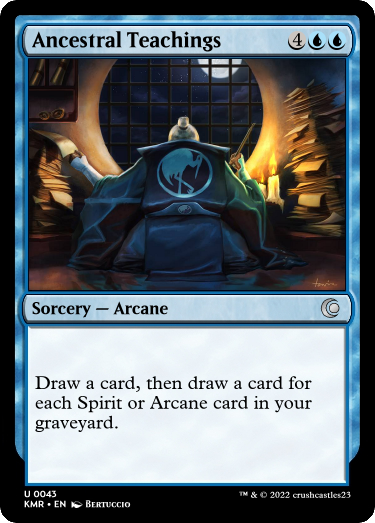 Ancestral Teachings 4
Sorcery — Arcane
Draw a card, then draw a card for
each Spirit or Arcane card in your
graveyard.
U 0043
KMR • EN Bertuccio
™ & © 2022 crushcastles23